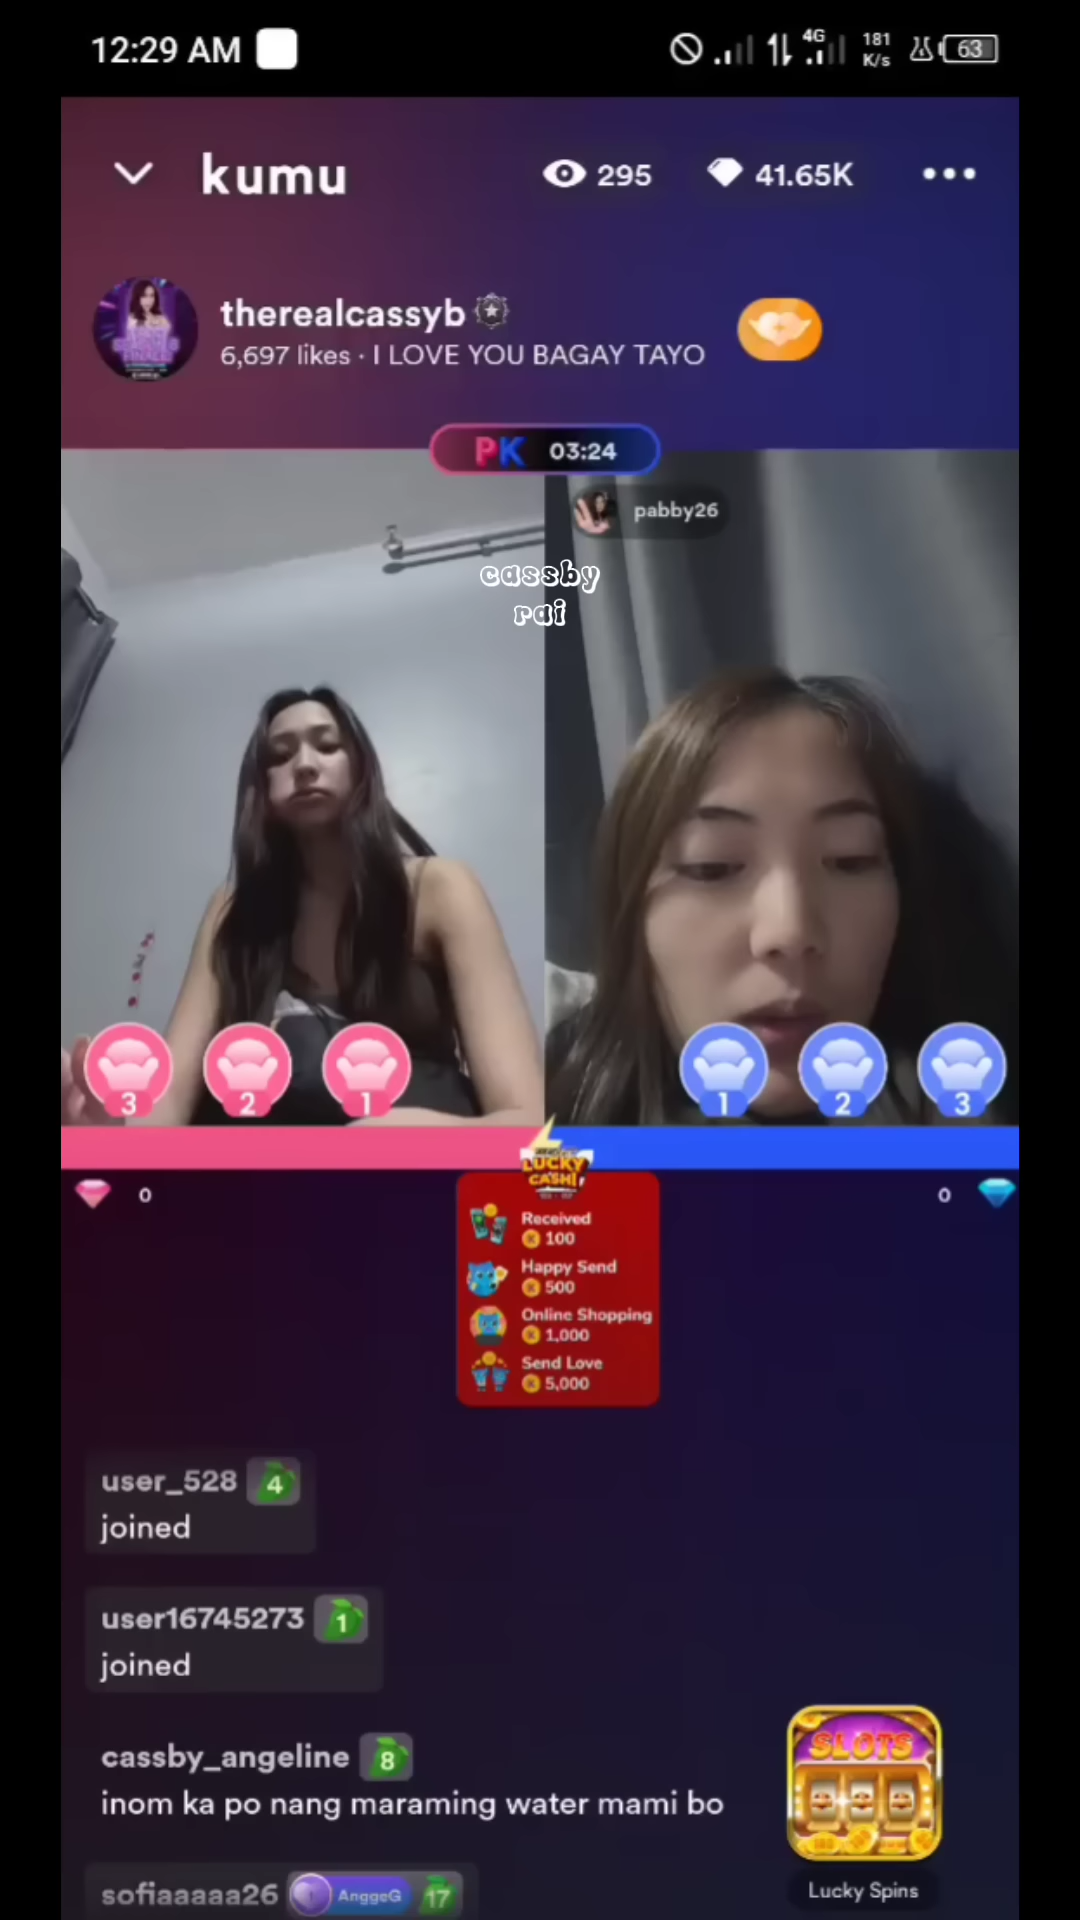 12:29 AM
4G
181
K/s
63
kumu
295
41.65K
therealcassyb
6,697 likes · I LOVE YOU BAGAY TAYO
PK 03:24
pabby26
cassby
rai
3
2
1
1
2
3
LUCKY
CASH!
0
0
Received
100
Happy Send
500
Online Shopping
1,000
Send Love
5,000
user_528 4
joined
user16745273 1
joined
cassby_angeline 8
inom ka po nang maraming water mami bo
SLOTS
sofiaaaaa26 AnggeG 17
Lucky Spins